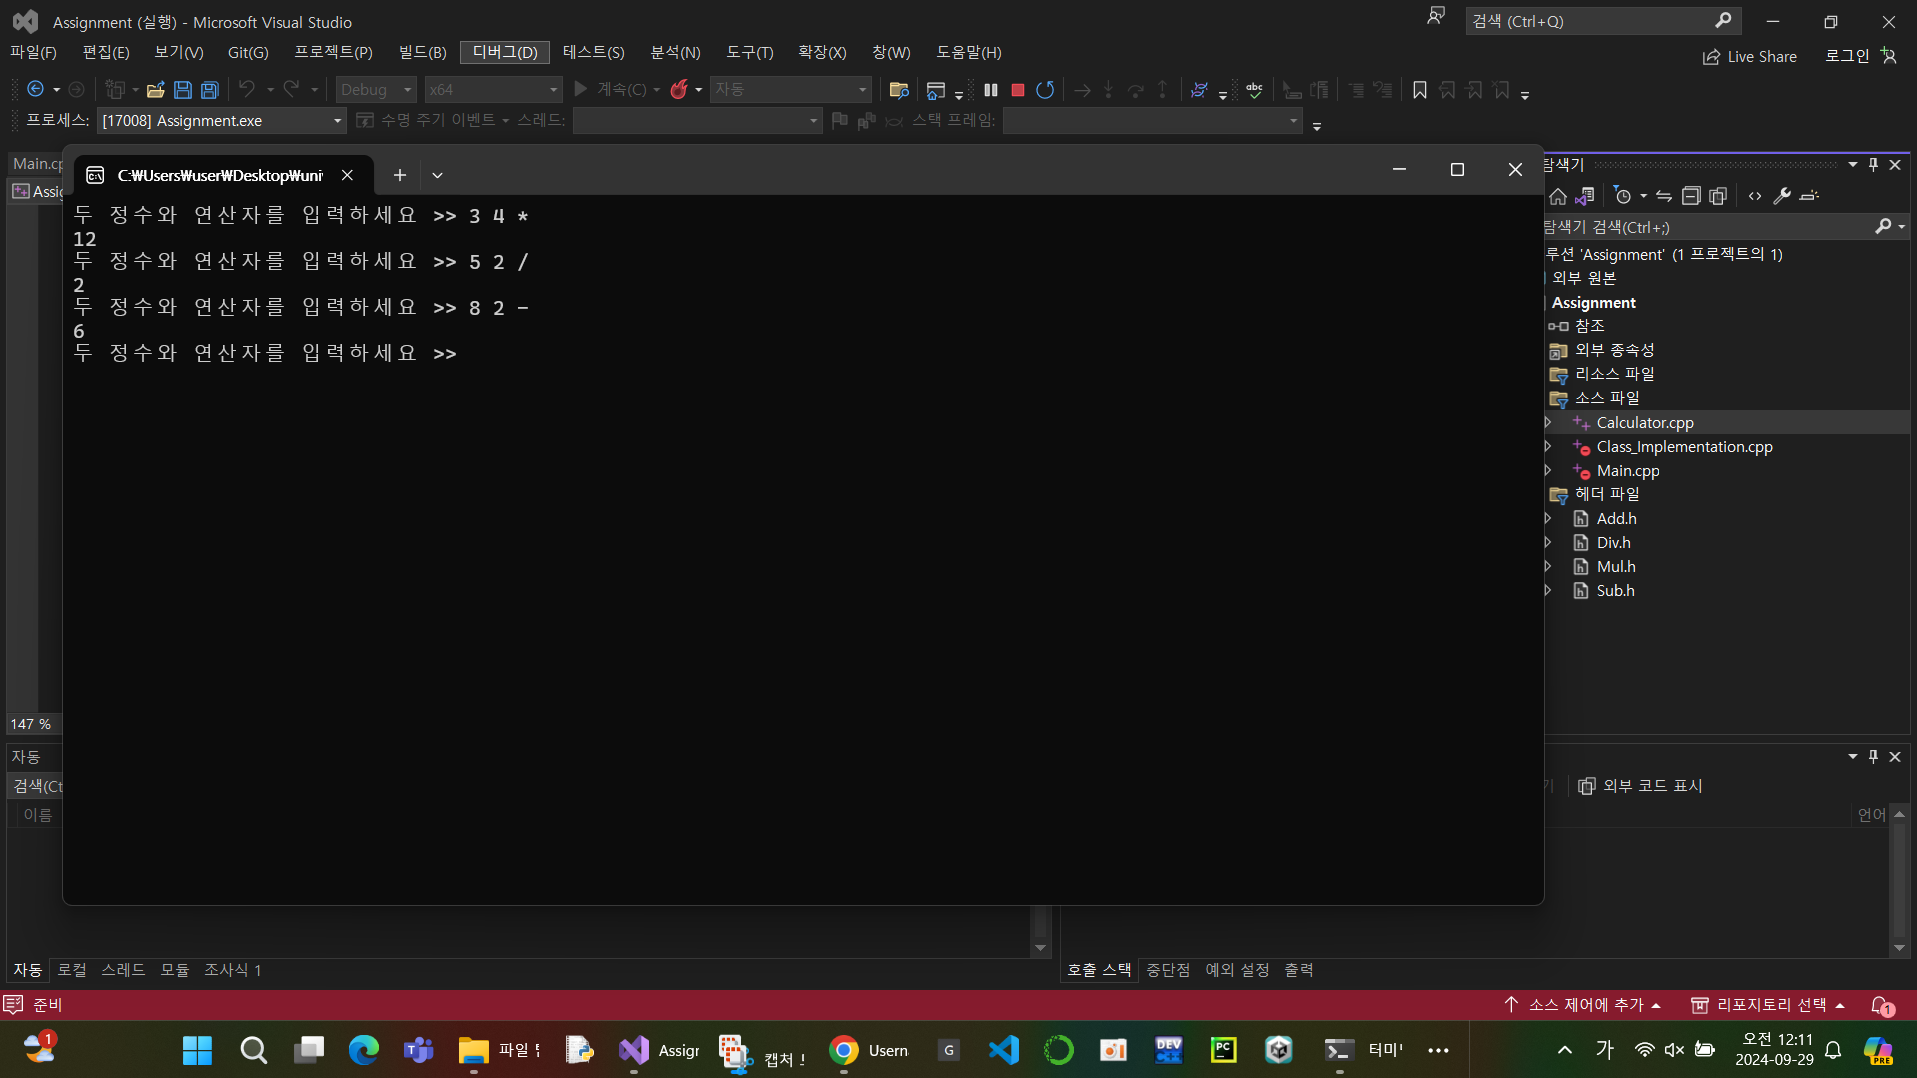 Assignment (실행) - Microsoft Visual Studio
검색 (Ctrl+Q)
파일(F) 편집(E) 보기(V) Git(G) 프로젝트(P) 빌드(B) 디버그(D) 테스트(S) 분석(N) 도구(T) 확장(X) 창(W) 도움말(H)
Live Share 로그인
Debug x64 계속(C) 자동
프로세스: [17008] Assignment.exe 수명 주기 이벤트 스레드: 스택 프레임:
C:₩Users₩user₩Desktop₩uni
두 정수와 연산자를 입력하세요 >> 3 4 *
12
두 정수와 연산자를 입력하세요 >> 5 2 /
2
두 정수와 연산자를 입력하세요 >> 8 2 -
6
두 정수와 연산자를 입력하세요 >>
Main.cp
Assig
147 %
탐색기
탐색기 검색(Ctrl+;)
루션 'Assignment' (1 프로젝트의 1)
외부 원본
Assignment
참조
외부 종속성
리소스 파일
소스 파일
Calculator.cpp
Class_Implementation.cpp
Main.cpp
헤더 파일
Add.h
Div.h
Mul.h
Sub.h
자동
검색(Ct
이름
외부 코드 표시
언어
자동 로컬 스레드 모듈 조사식 1
호출 스택 중단점 예외 설정 출력
준비
소스 제어에 추가 리포지토리 선택 1
1 파일 Assigr 캡처 Usern G DEV C++ PC 터미
가 오전 12:11
2024-09-29
PRE